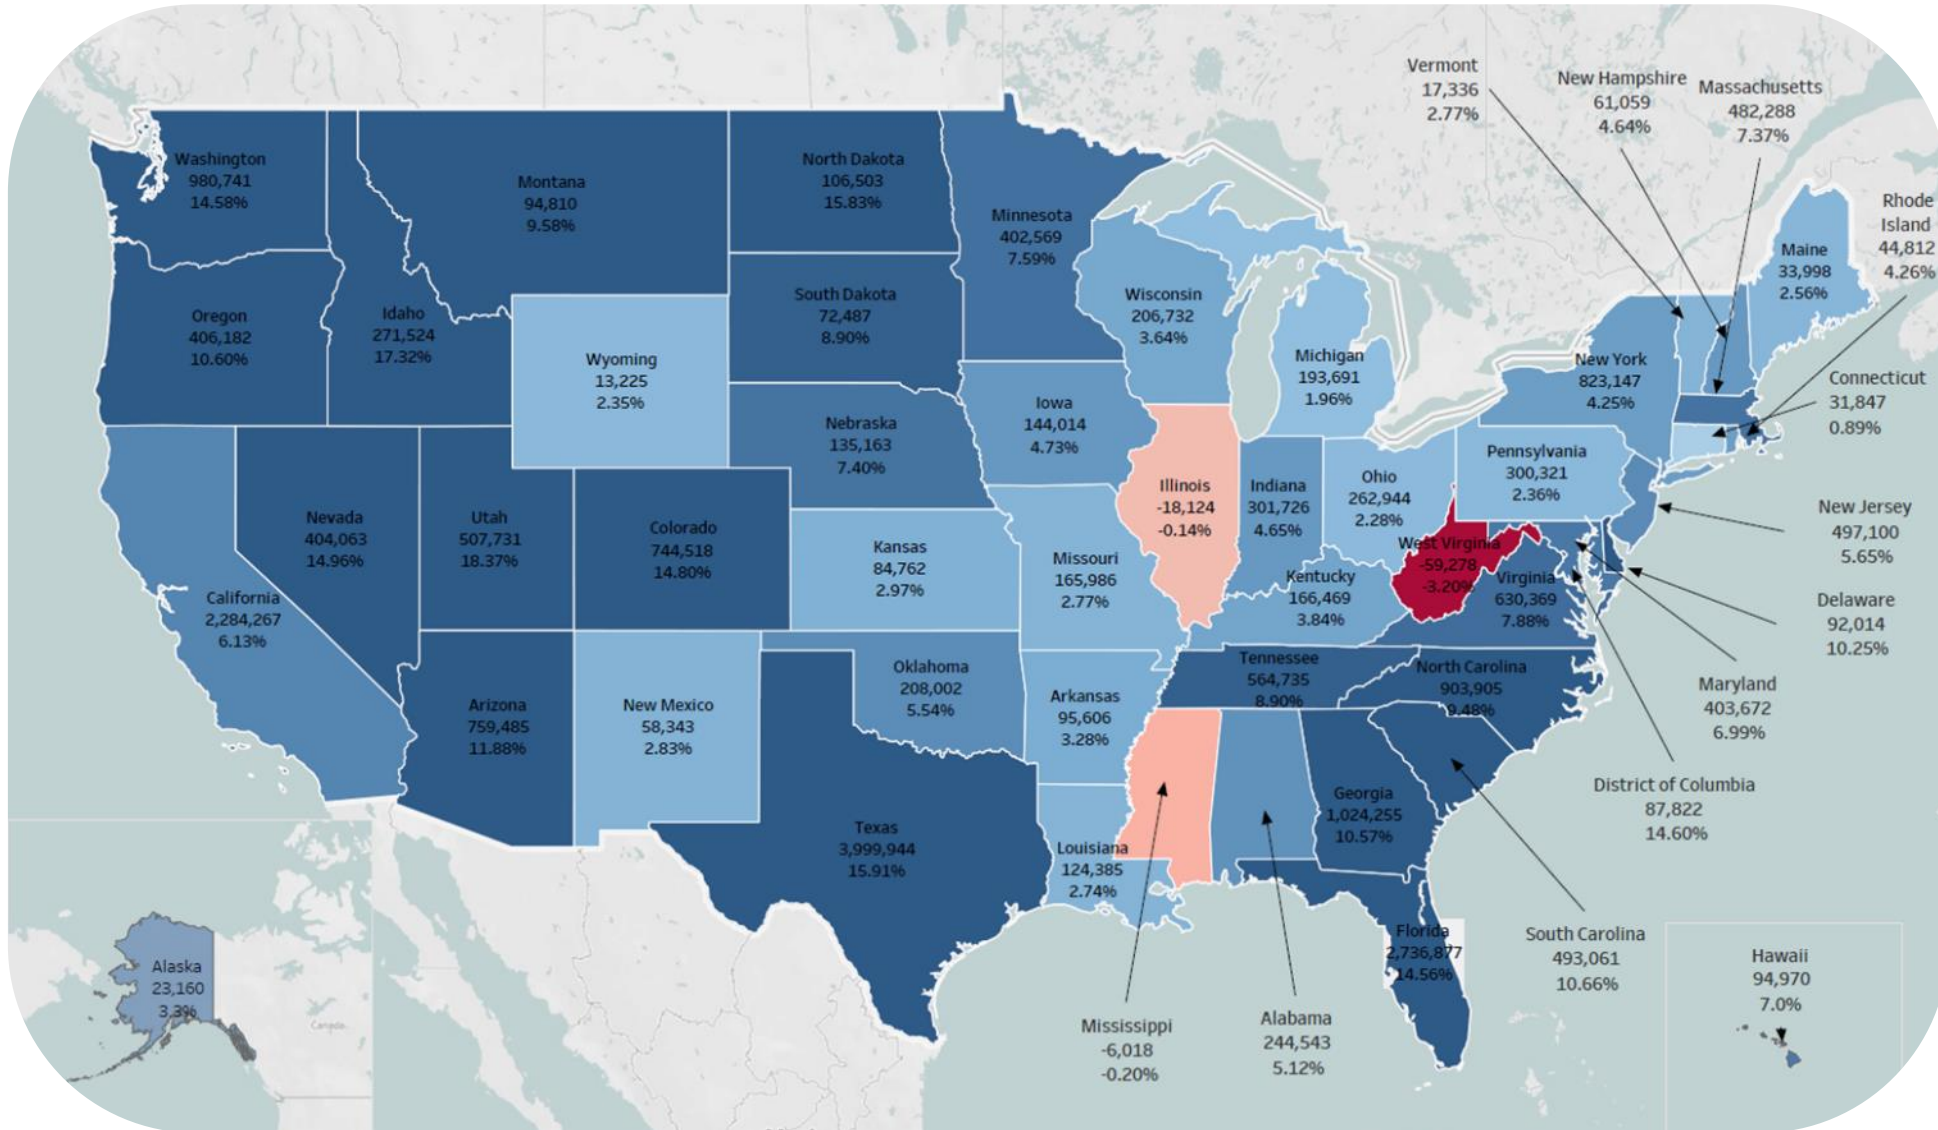 Washington
980,741
14.58%
Montana
94,810
9.58%
North Dakota
106,503
15.83%
Minnesota
402,569
7.59%
Vermont
17,336
2.77%
New Hampshire
61,059
4.64%
Massachusetts
482,288
7.37%
Rhode
Island
44,812
4.26%
Maine
33,998
2.56%
Oregon
406,182
10.60%
Idaho
271,524
17.32%
Wyoming
13,225
2.35%
South Dakota
72,487
8.90%
Wisconsin
206,732
3.64%
Michigan
193,691
1.96%
New York
823,147
4.25%
Connecticut
31,847
0.89%
Nebraska
135,163
7.40%
Iowa
144,014
4.73%
Illinois
-18,124
-0.14%
Indiana
301,726
4.65%
Ohio
262,944
2.28%
Pennsylvania
300,321
2.36%
New Jersey
497,100
5.65%
Nevada
404,063
14.96%
Utah
507,731
18.37%
Colorado
744,518
14.80%
Kansas
84,762
2.97%
Missouri
165,986
2.77%
Kentucky
166,469
3.84%
West Virginia
-59,278
-3.20%
Virginia
630,369
7.88%
Delaware
92,014
10.25%
California
2,284,267
6.13%
Arizona
759,485
11.88%
New Mexico
58,343
2.83%
Oklahoma
208,002
5.54%
Arkansas
95,606
3.28%
Tennessee
564,735
8.90%
North Carolina
903,905
9.48%
Maryland
403,672
6.99%
District of Columbia
87,822
14.60%
Texas
3,999,944
15.91%
Louisiana
124,385
2.74%
Georgia
1,024,255
10.57%
Florida
2,736,877
14.56%
South Carolina
493,061
10.66%
Alaska
23,160
3.3%
Canada
Mississippi
-6,018
-0.20%
Alabama
244,543
5.12%
Hawaii
94,970
7.0%